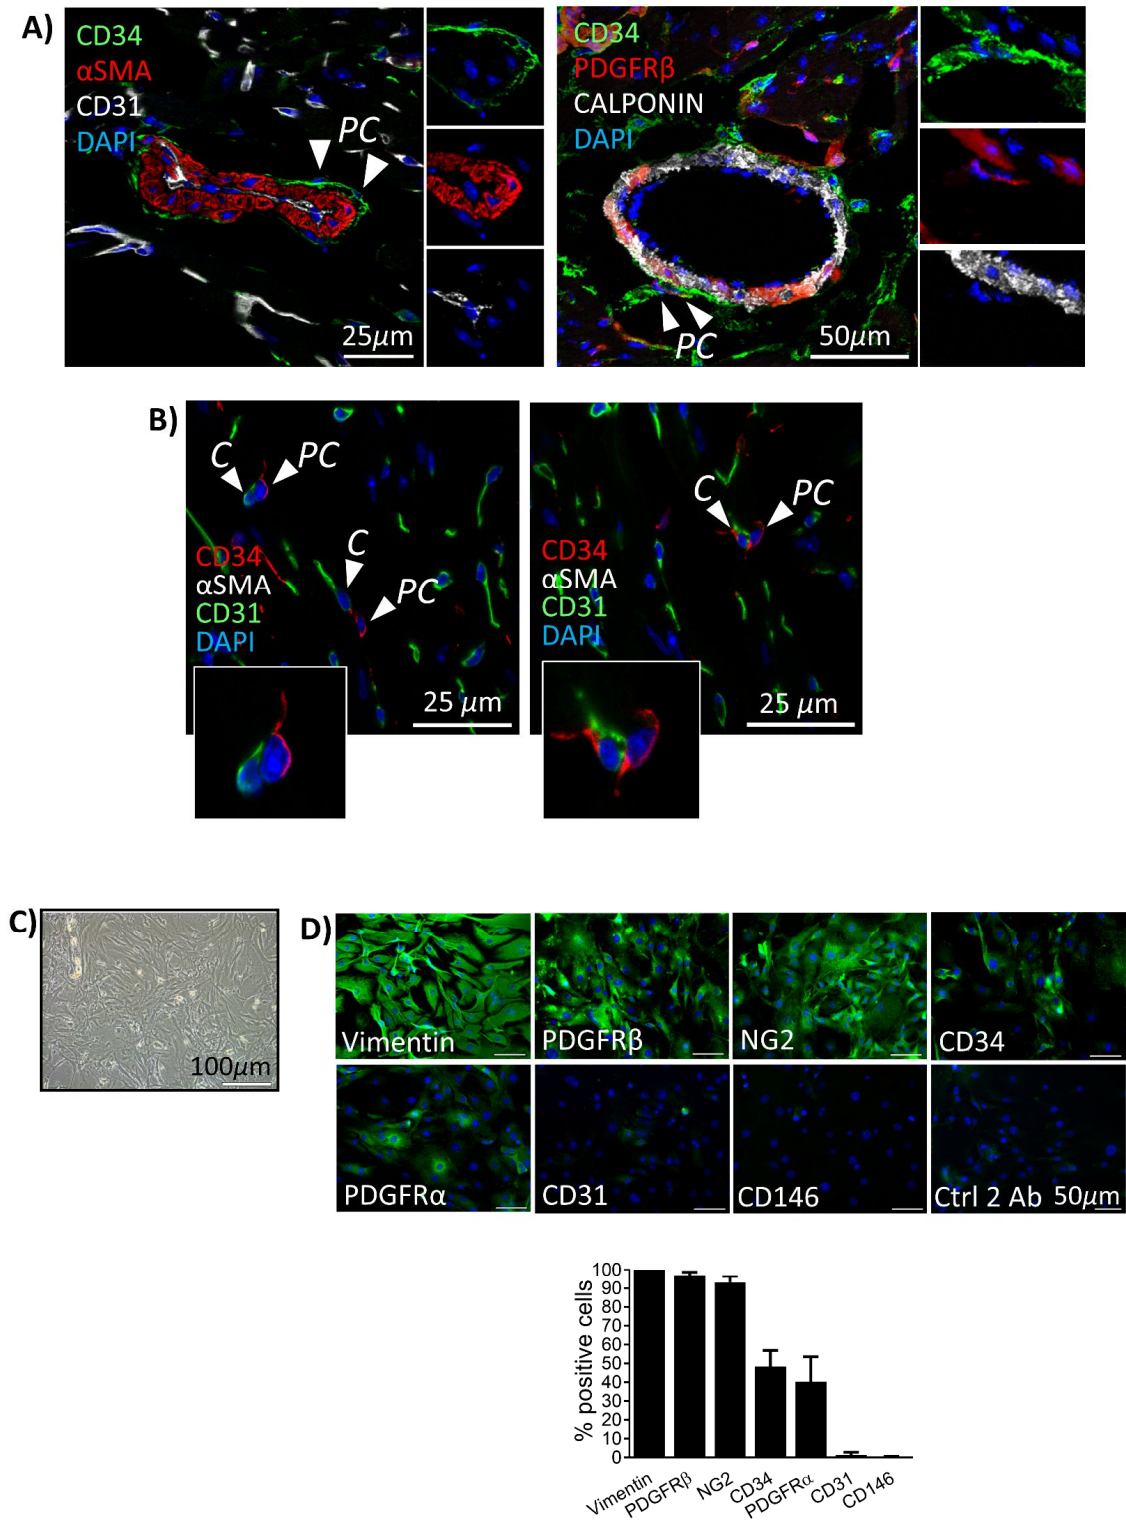 A)
CD34
αSMA
CD31
DAPI
PC
25μm
CD34
PDGFRβ
CALPONIN
DAPI
PC
50μm
B)
C
PC
C
PC
CD34
αSMA
CD31
DAPI
25 μm
C
PC
CD34
αSMA
CD31
DAPI
25 μm
C)
100μm
D)
Vimentin
PDGFRβ
NG2
CD34
PDGFRα
CD31
CD146
Ctrl 2 Ab 50μm
% positive cells
100
90
80
70
60
50
40
30
20
10
0
Vimentin
PDGFRβ
NG2
CD34
PDGFRα
CD31
CD146